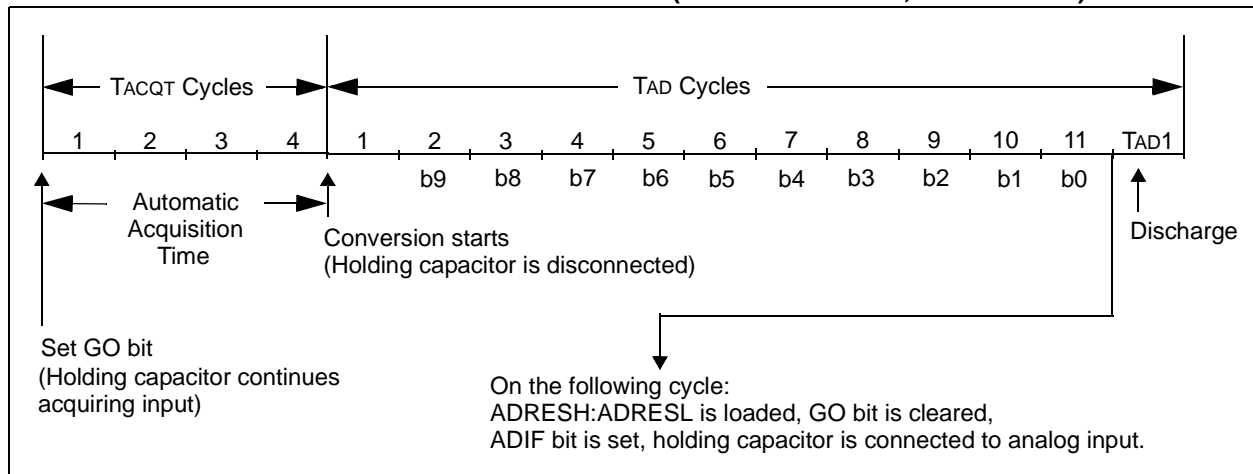 TACQT Cycles
TAD Cycles
1 2 3 4 1 2 3 4 5 6 7 8 9 10 11 TAD1
b9 b8 b7 b6 b5 b4 b3 b2 b1 b0
Automatic
Acquisition
Time
Conversion starts
(Holding capacitor is disconnected)
Discharge
Set GO bit
(Holding capacitor continues
acquiring input)
On the following cycle:
ADRESH:ADRESL is loaded, GO bit is cleared,
ADIF bit is set, holding capacitor is connected to analog input.